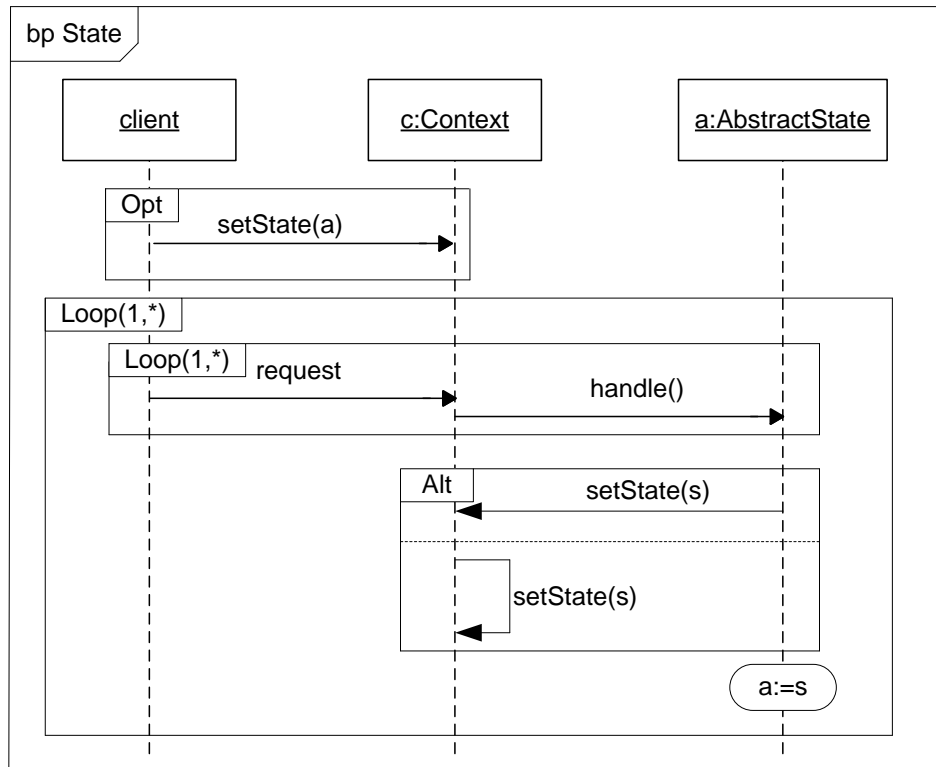 bp State
client
c:Context
a:AbstractState
Opt
setState(a)
Loop(1,*)
Loop(1,*)
request
handle()
Alt
setState(s)
setState(s)
a:=s